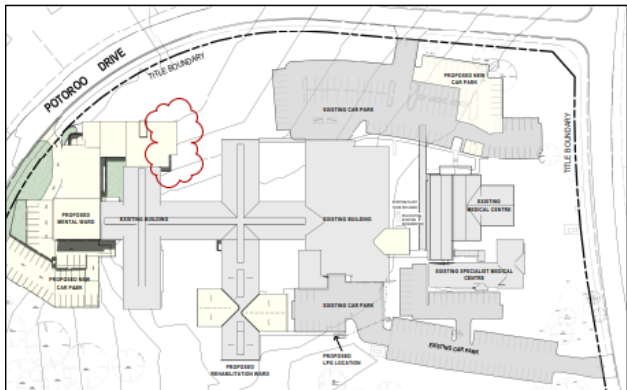 POTOROO DRIVE
TITLE BOUNDARY
PROPOSED NEW
CAR PARK
EXISTING CAR PARK
TITLE BOUNDARY
EXISTING
MEDICAL CENTRE
PROPOSED
MENTAL WARD
EXISTING BUILDING
EXISTING BUILDING
EXISTING SPECIALIST MEDICAL
CENTRE
PROPOSED NEW
CAR PARK
EXISTING CAR PARK
EXISTING CAR PARK
PROPOSED
REHABILITATION WARD
PROPOSED
LPG LOCATION